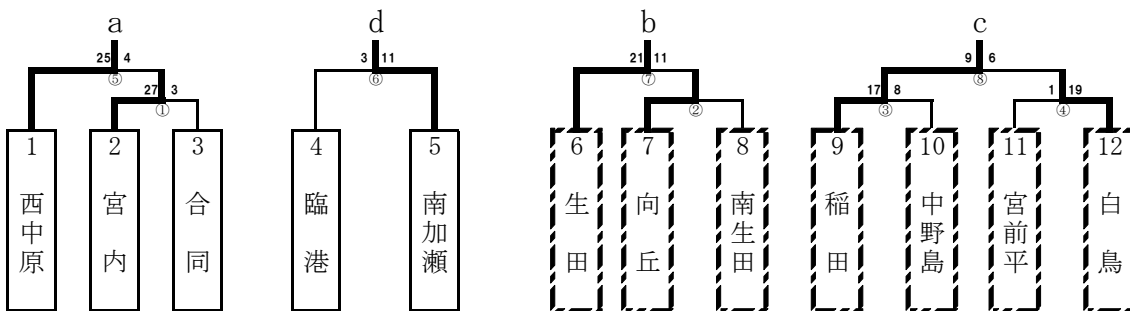 a d b c
25 4 3 11 21 11 9 6
⑤ ⑥ ⑦ ⑧
27 3 17 8 1 19
① ② ③ ④
1 2 3 4 5 6 7 8 9 10 11 12
西中原
宮内
合同
臨港
南加瀬
生田
向丘
南生田
稲田
中野島
宮前平
白鳥